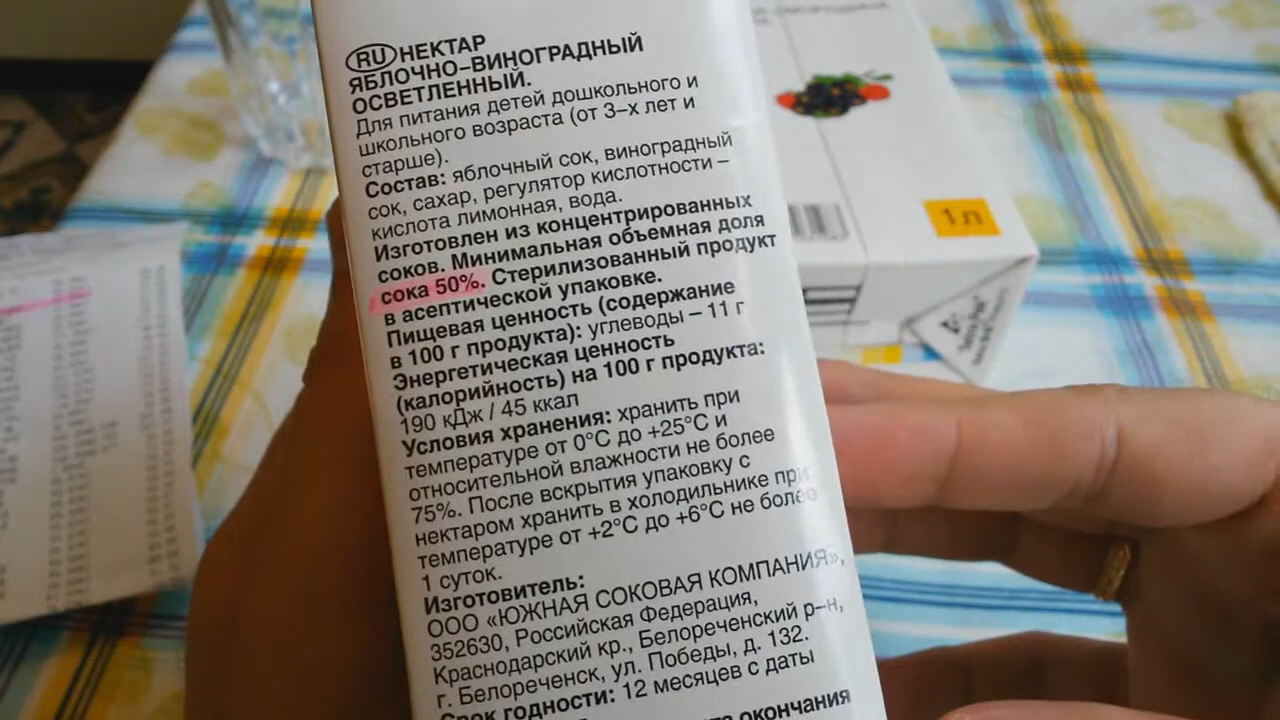 RU НЕКТАР
ЯБЛОЧНО–ВИНОГРАДНЫЙ
ОСВЕТЛЕННЫЙ.
Для питания детей дошкольного и
школьного возраста (от 3–х лет и
старше).
Состав: яблочный сок, виноградный
сок, сахар, регулятор кислотности –
кислота лимонная, вода.
Изготовлен из концентрированных
соков. Минимальная объемная доля
сока 50%. Стерилизованный продукт
в асептической упаковке.
Пищевая ценность (содержание
в 100 г продукта): углеводы – 11 г
Энергетическая ценность
(калорийность) на 100 г продукта:
190 кДж / 45 ккал
Условия хранения: хранить при
температуре от 0°С до +25°С и
относительной влажности не более
75%. После вскрытия упаковку с
нектаром хранить в холодильнике при
температуре от +2°С до +6°С не более
1 суток.
Изготовитель:
ООО «ЮЖНАЯ СОКОВАЯ КОМПАНИЯ»,
352630, Российская Федерация,
Краснодарский кр., Белореченский р–н,
г. Белореченск, ул. Победы, д. 132.
Срок годности: 12 месяцев с даты
окончания
1л